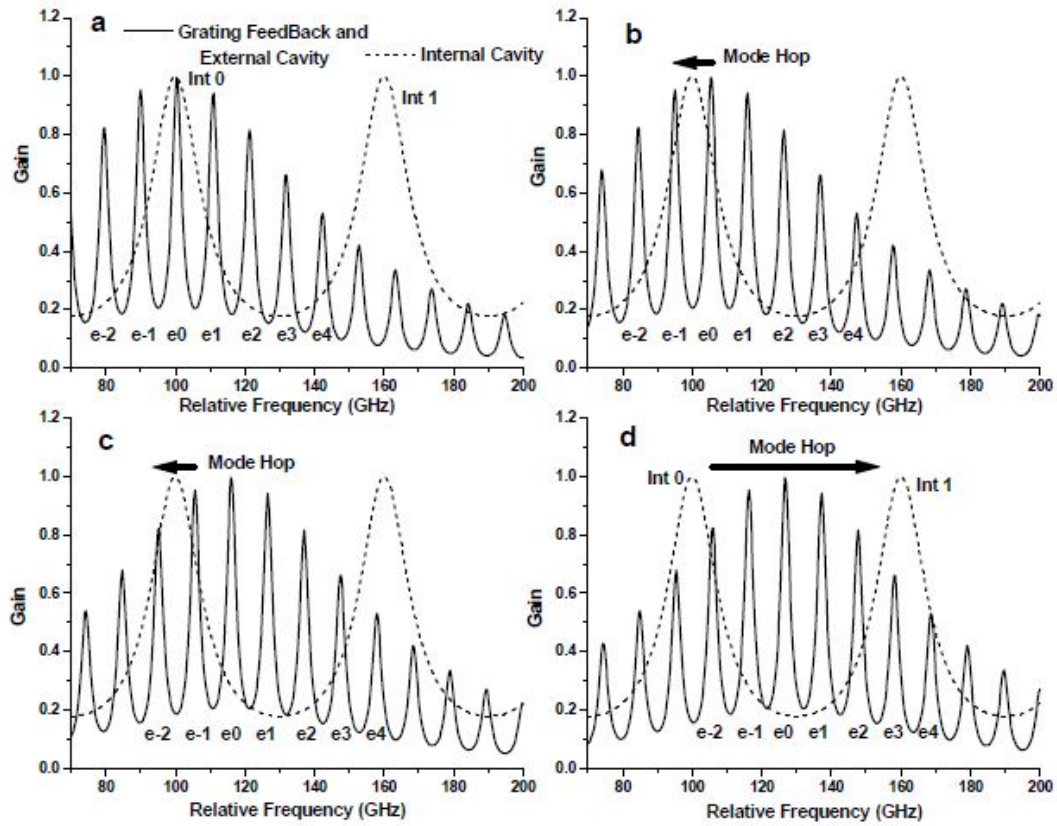 a
Grating FeedBack and
External Cavity
Internal Cavity
Int 0
Int 1
Gain
1.2
1.0
0.8
0.6
0.4
0.2
0.0
e-2 e-1 e0 e1 e2 e3 e4
80 100 120 140 160 180 200
Relative Frequency (GHz)
b
Mode Hop
Gain
1.2
1.0
0.8
0.6
0.4
0.2
0.0
e-2 e-1 e0 e1 e2 e3 e4
80 100 120 140 160 180 200
Relative Frequency (GHz)
c
Mode Hop
Gain
1.2
1.0
0.8
0.6
0.4
0.2
0.0
e-2 e-1 e0 e1 e2 e3 e4
80 100 120 140 160 180 200
Relative Frequency (GHz)
d
Mode Hop
Int 0
Int 1
Gain
1.2
1.0
0.8
0.6
0.4
0.2
0.0
e-2 e-1 e0 e1 e2 e3 e4
80 100 120 140 160 180 200
Relative Frequency (GHz)